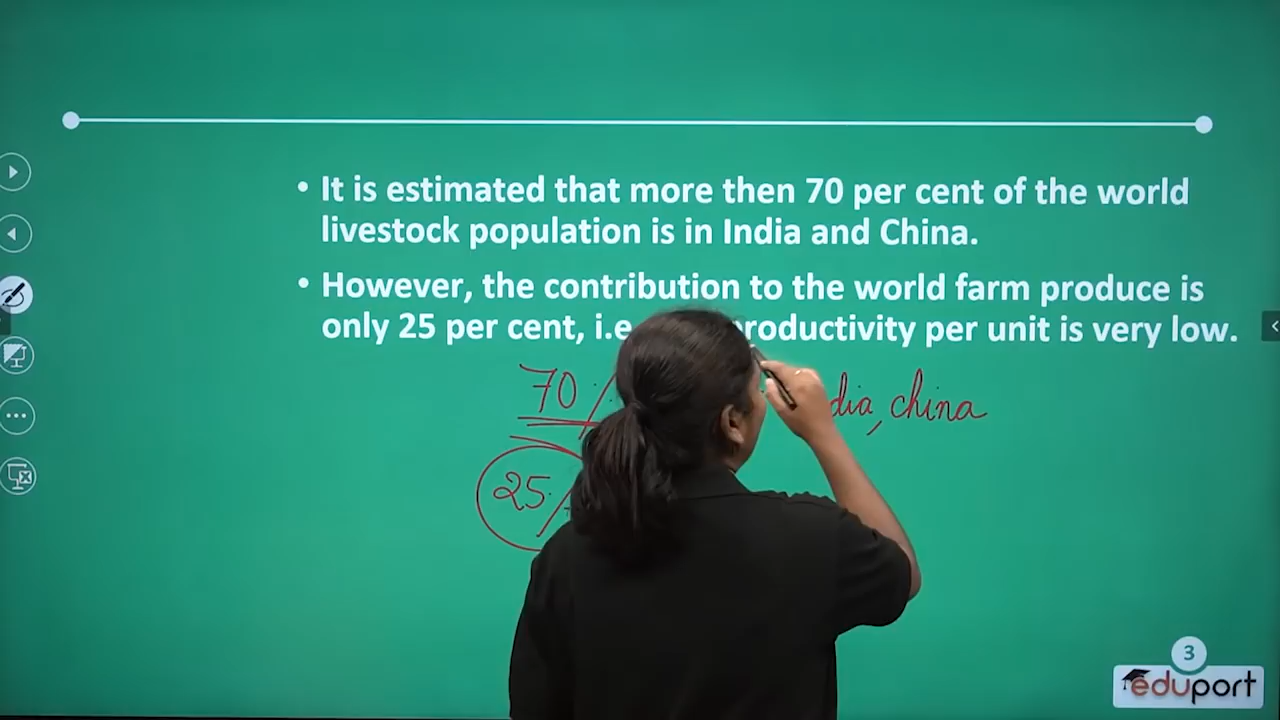 • It is estimated that more then 70 per cent of the world
livestock population is in India and China.
• However, the contribution to the world farm produce is
only 25 per cent, i.e productivity per unit is very low.
70 dia, china
25
3
eduport